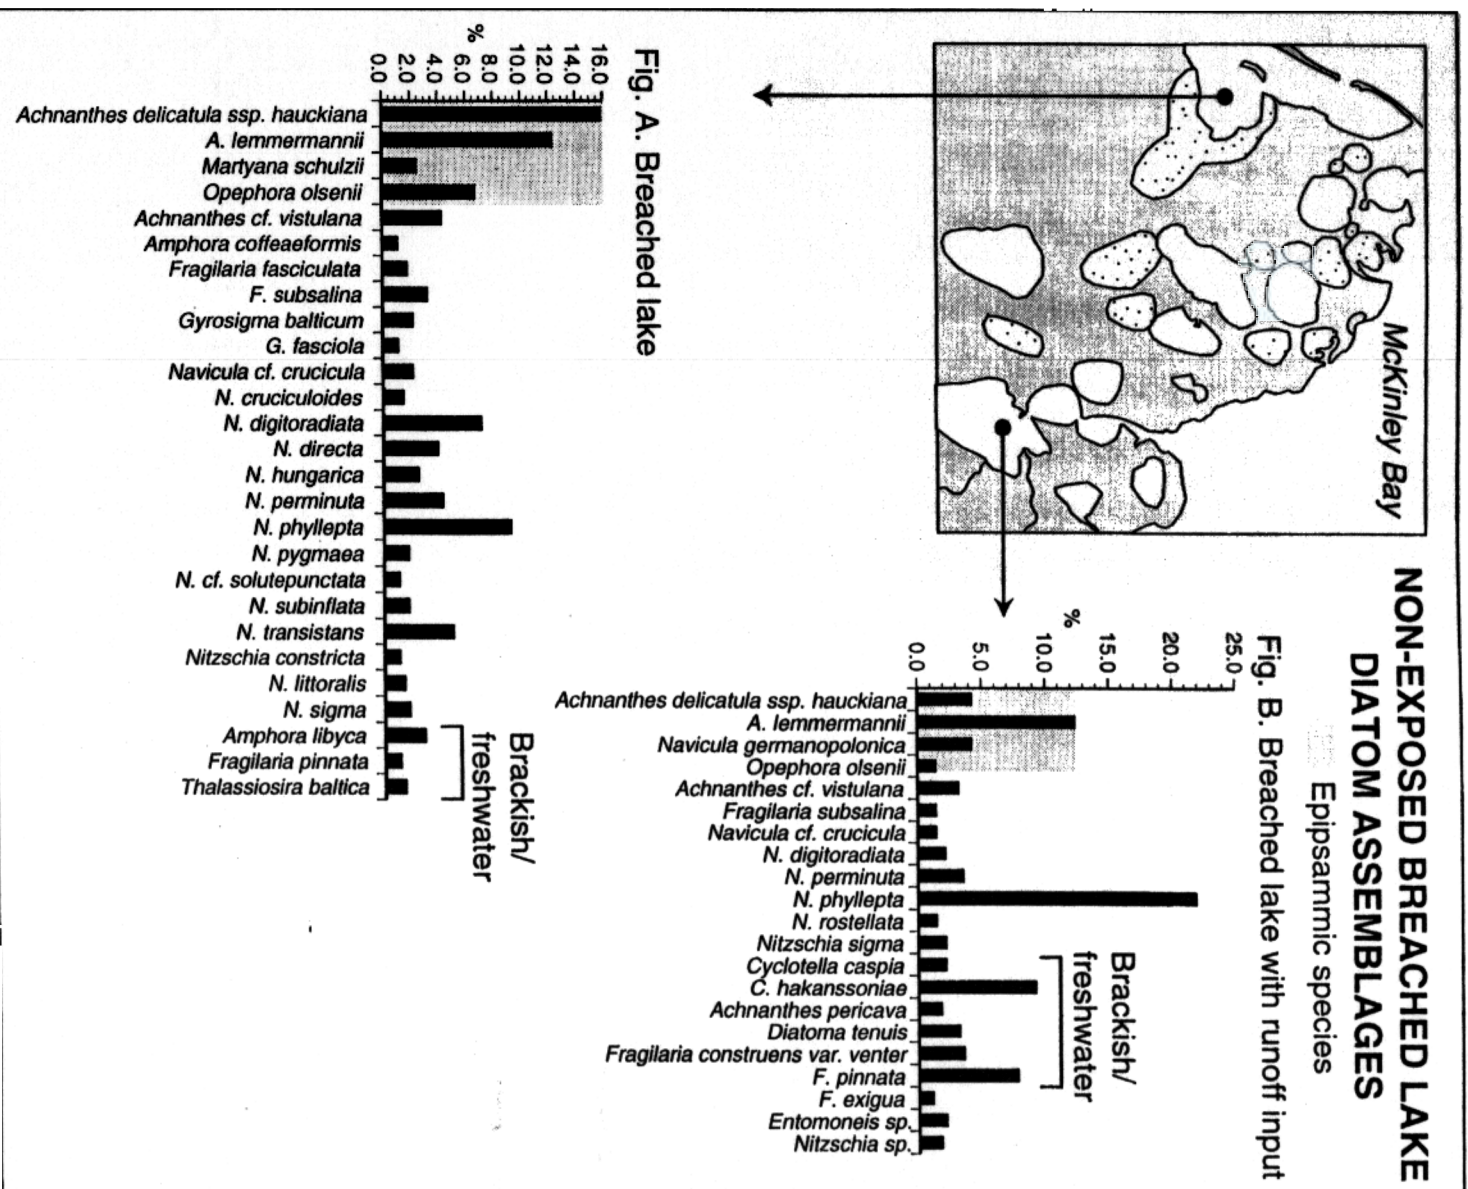 NON-EXPOSED BREACHED LAKE
DIATOM ASSEMBLAGES
Epipsammic species
McKinley Bay
Fig. A. Breached lake
%
16.0
14.0
12.0
10.0
8.0
6.0
4.0
2.0
0.0
Achnanthes delicatula ssp. hauckiana
A. lemmermannii
Martyana schulzii
Opephora olsenii
Achnanthes cf. vistulana
Amphora coffeaeformis
Fragilaria fasciculata
F. subsalina
Gyrosigma balticum
G. fasciola
Navicula cf. crucicula
N. cruciculoides
N. digitoradiata
N. directa
N. hungarica
N. perminuta
N. phyllepta
N. pygmaea
N. cf. solutepunctata
N. subinflata
N. transistans
Nitzschia constricta
N. littoralis
N. sigma
Amphora libyca
Fragilaria pinnata
Thalassiosira baltica
Brackish/
freshwater
Fig. B. Breached lake with runoff input
%
25.0
20.0
15.0
10.0
5.0
0.0
Achnanthes delicatula ssp. hauckiana
A. lemmermannii
Navicula germanopolonica
Opephora olsenii
Achnanthes cf. vistulana
Fragilaria subsalina
Navicula cf. crucicula
N. digitoradiata
N. perminuta
N. phyllepta
N. rostellata
Nitzschia sigma
Cyclotella caspia
C. hakanssoniae
Achnanthes pericava
Diatoma tenuis
Fragilaria construens var. venter
F. pinnata
F. exigua
Entomoneis sp.
Nitzschia sp.
Brackish/
freshwater